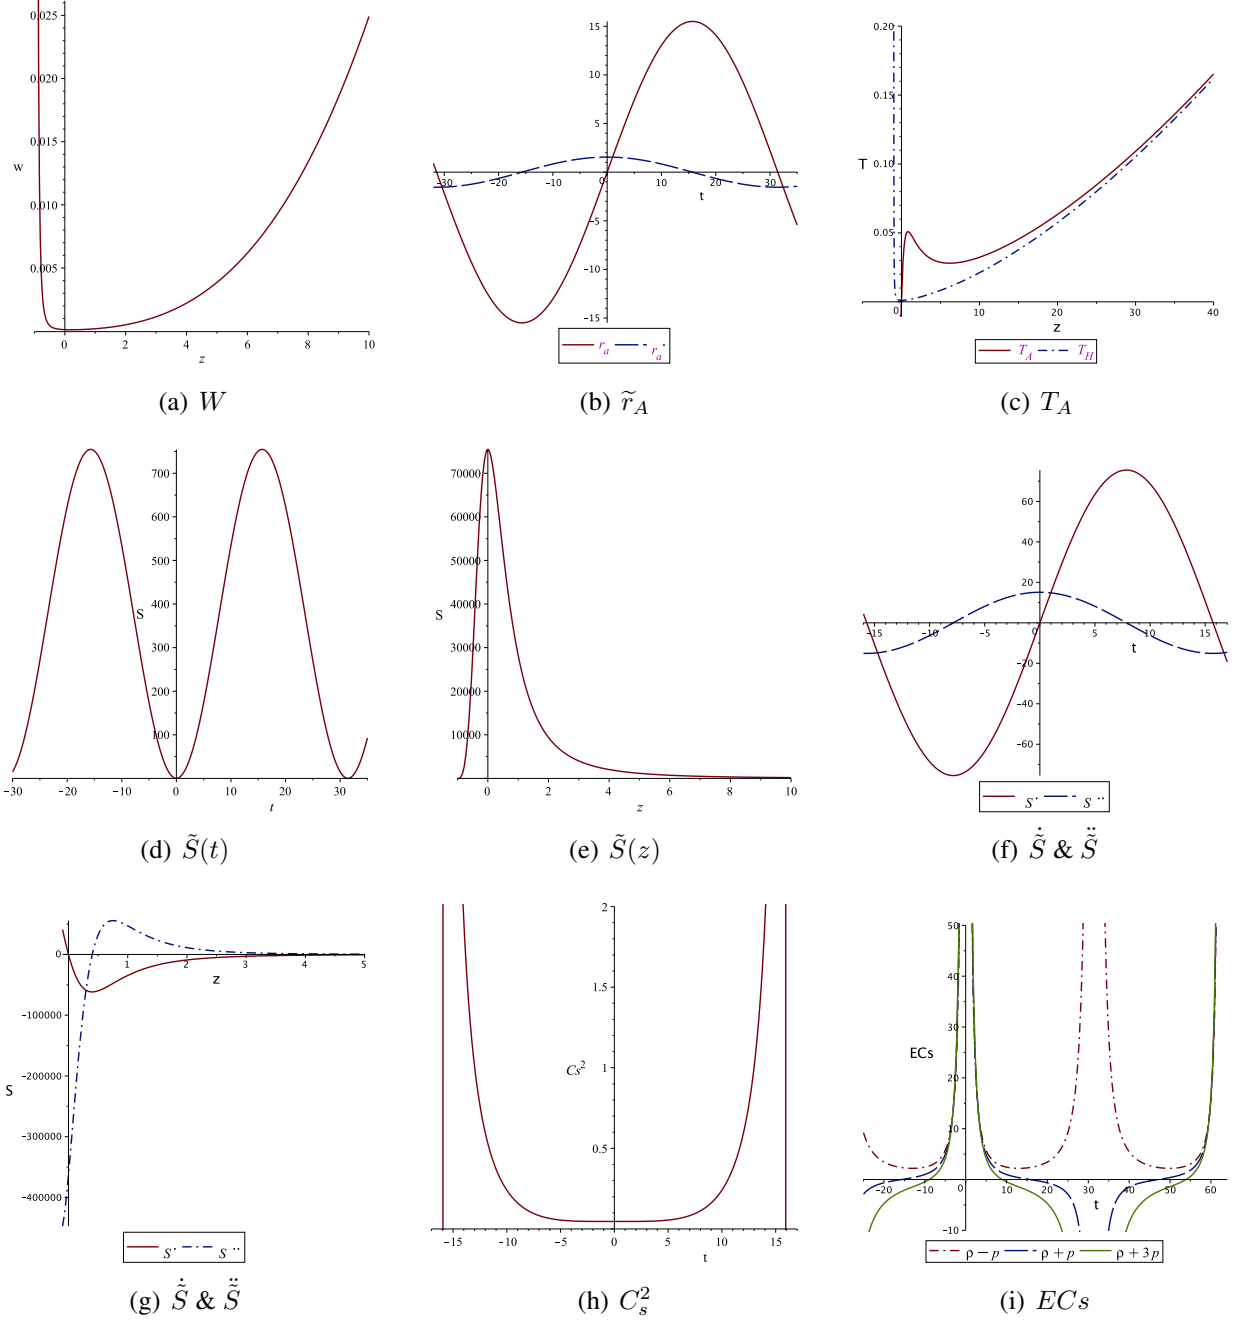 0.025
0.020
0.015
w
0.010
0.005
0 2 4 6 8 10
z
(a) W
15
10
5
-30 -20 -10 0 10 20 30
t
-5
-10
-15
r_a r_a˙
(b) r̃_A
0.20
0.15
T
0.10
0.05
0 10 20 30 40
z
T_A T_H
(c) T_A
700
600
500
400
S
300
200
100
-30 -20 -10 0 10 20 30
t
(d) S̃(t)
70000
60000
50000
40000
S
30000
20000
10000
0 2 4 6 8 10
z
(e) S̃(z)
60
40
20
-15 -10 -5 0 5 10 15
t
-20
-40
-60
S˙ S¨
(f) S̃˙ & S̃¨
0 1 2 3 4 5
z
-100000
-200000
S
-300000
-400000
S˙ S¨
(g) S̃˙ & S̃¨
2
1.5
Cs²
1
0.5
-15 -10 -5 0 5 10 15
t
(h) C_s²
50
40
30
ECs
20
10
-20 -10 0 10 20 30 40 50 60
t
-10
ρ − p ρ + p ρ + 3p
(i) ECs